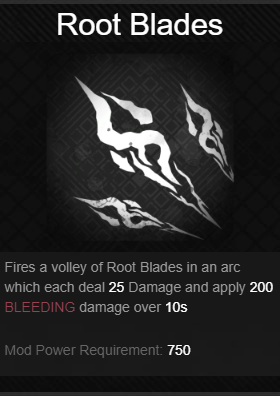 Root Blades
Fires a volley of Root Blades in an arc
which each deal 25 Damage and apply 200
BLEEDING damage over 10s
Mod Power Requirement: 750